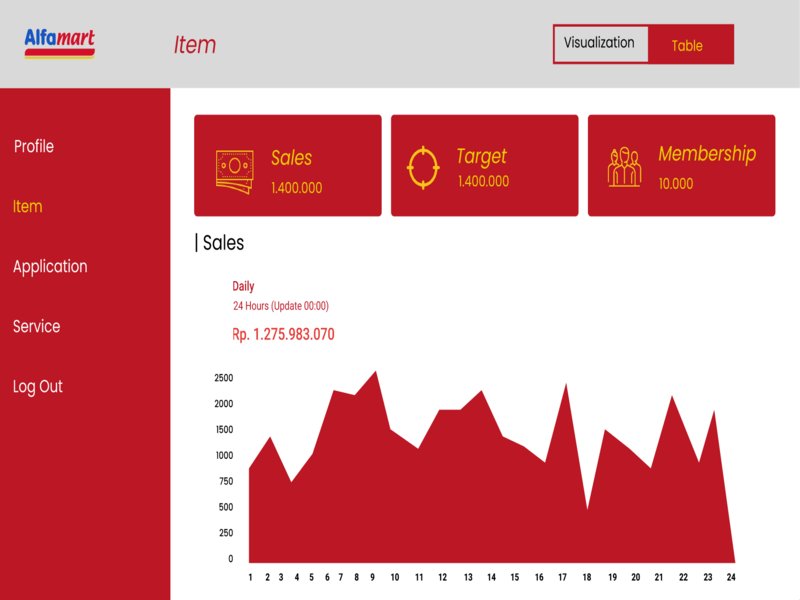 Alfamart
Item
Visualization
Table
Profile
Item
Application
Service
Log Out
Sales
1.400.000
Target
1.400.000
Membership
10.000
| Sales
Daily
24 Hours (Update 00:00)
Rp. 1.275.983.070
2500
2000
1500
1000
750
500
250
0
1 2 3 4 5 6 7 8 9 10 11 12 13 14 15 16 17 18 19 20 21 22 23 24